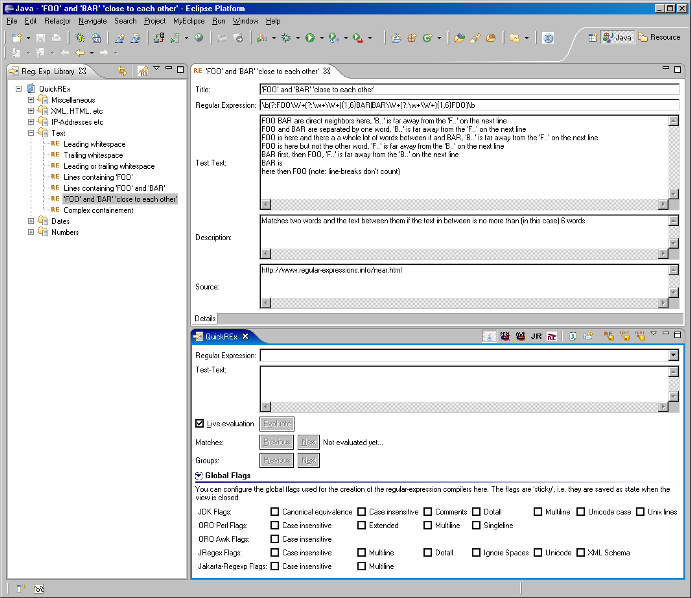 Java - 'FOO' and 'BAR' 'close to each other' - Eclipse Platform
File Edit Refactor Navigate Search Project MyEclipse Run Window Help
Java
Resource
Reg. Exp. Library
QuickREx
Miscellaneous
XML, HTML, etc
IP-Addresses etc
Text
RE Leading whitespace
RE Trailing whitespace
RE Leading or trailing whitespace
RE Lines containing 'FOO'
RE Lines containing 'FOO' and 'BAR'
RE 'FOO' and 'BAR' 'close to each other'
RE Complex containement
Dates
Numbers
RE 'FOO' and 'BAR' 'close to each other'
Title: 'FOO' and 'BAR' 'close to each other'
Regular Expression: \b(?:FOO\W+(?:\w+\W+){1,6}BAR|BAR\W+(?:\w+\W+){1,6}FOO)\b
Test Text:
FOO BAR are direct neighbors here, 'B..' is far away from the 'F..' on the next line
FOO and BAR are separated by one word, 'B..' is far away from the 'F..' on the next line
FOO is here and there a a whole lot of words between it and BAR, 'B..' is far away from the 'F..' on the next line
FOO is here but not the other word, 'F..' is far away from the 'B..' on the next line
BAR first, then FOO, 'F..' is far away from the 'B..' on the next line
BAR is
here then FOO (note: line-breaks don't count)
Description:
Matches two words and the text between them if the text in between is no more than (in this case) 6 words
Source:
http://www.regular-expressions.info/near.html
Details
QuickREx
JR
Regular Expression:
Test-Text:
Live-evaluation Evaluate
Matches: Previous Next Not evaluated yet...
Groups: Previous Next
Global Flags
You can configure the global flags used for the creation of the regular-expression compilers here. The flags are 'sticky', i.e. they are saved as state when the
view is closed.
JDK Flags: Canonical equivalence Case insensitive Comments Dotall Multiline Unicode case Unix lines
ORO Perl Flags: Case insensitive Extended Multiline Singleline
ORO Awk Flags: Case insensitive
JRegex Flags: Case insensitive Multiline Dotall Ignore Spaces Unicode XML Schema
Jakarta-Regexp Flags: Case insensitive Multiline